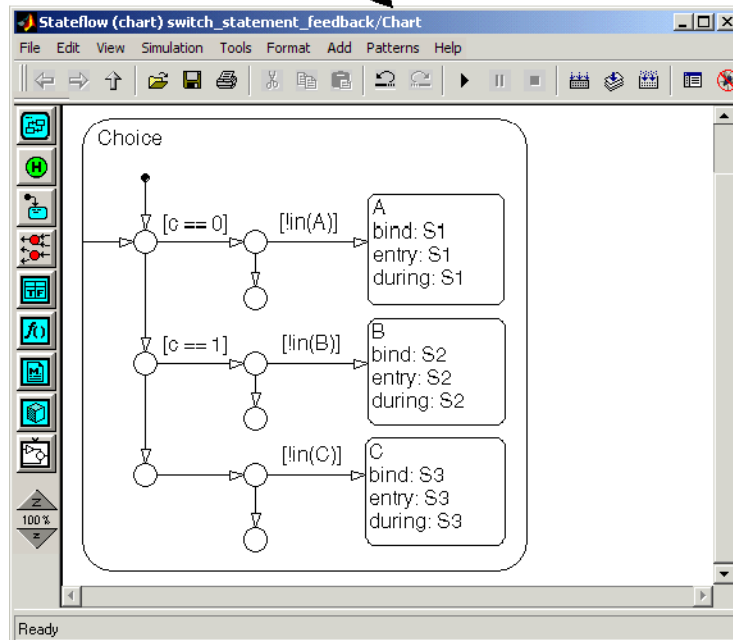 Stateflow (chart) switch_statement_feedback/Chart
File Edit View Simulation Tools Format Add Patterns Help
Choice
[c == 0]
[!in(A)]
A
bind: S1
entry: S1
during: S1
[c == 1]
[!in(B)]
B
bind: S2
entry: S2
during: S2
[!in(C)]
C
bind: S3
entry: S3
during: S3
H
TF
f()
M
Z
100 %
z
Ready